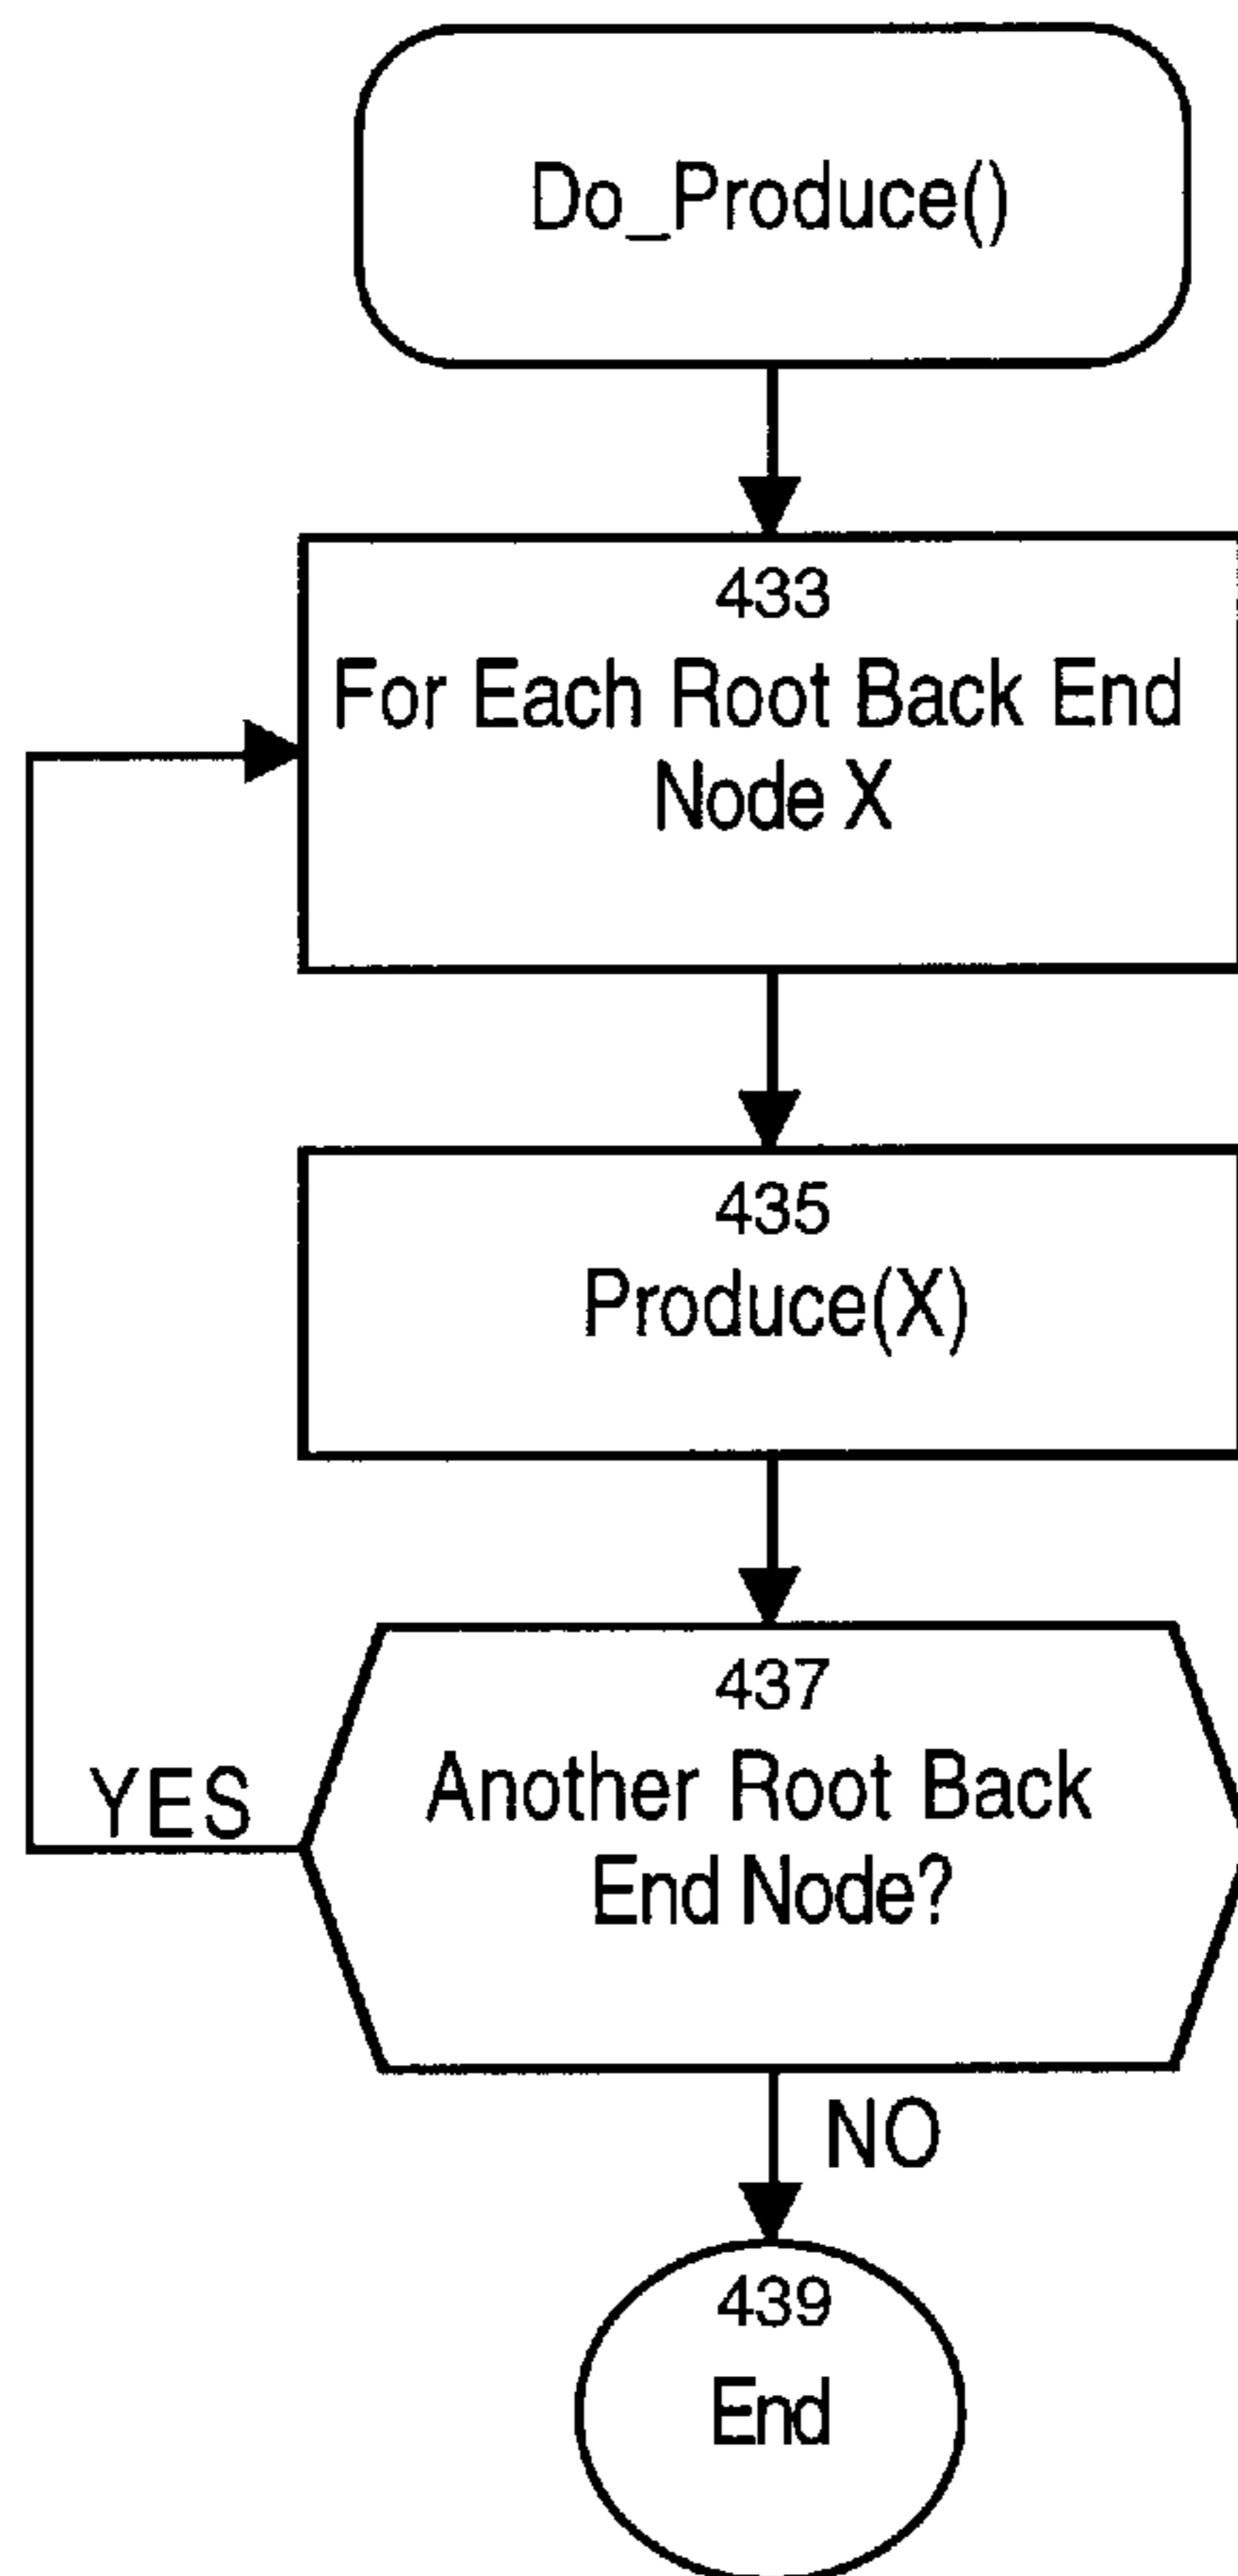 Do_Produce()
433
For Each Root Back End
Node X
435
Produce(X)
437
Another Root Back
End Node?
YES
NO
439
End